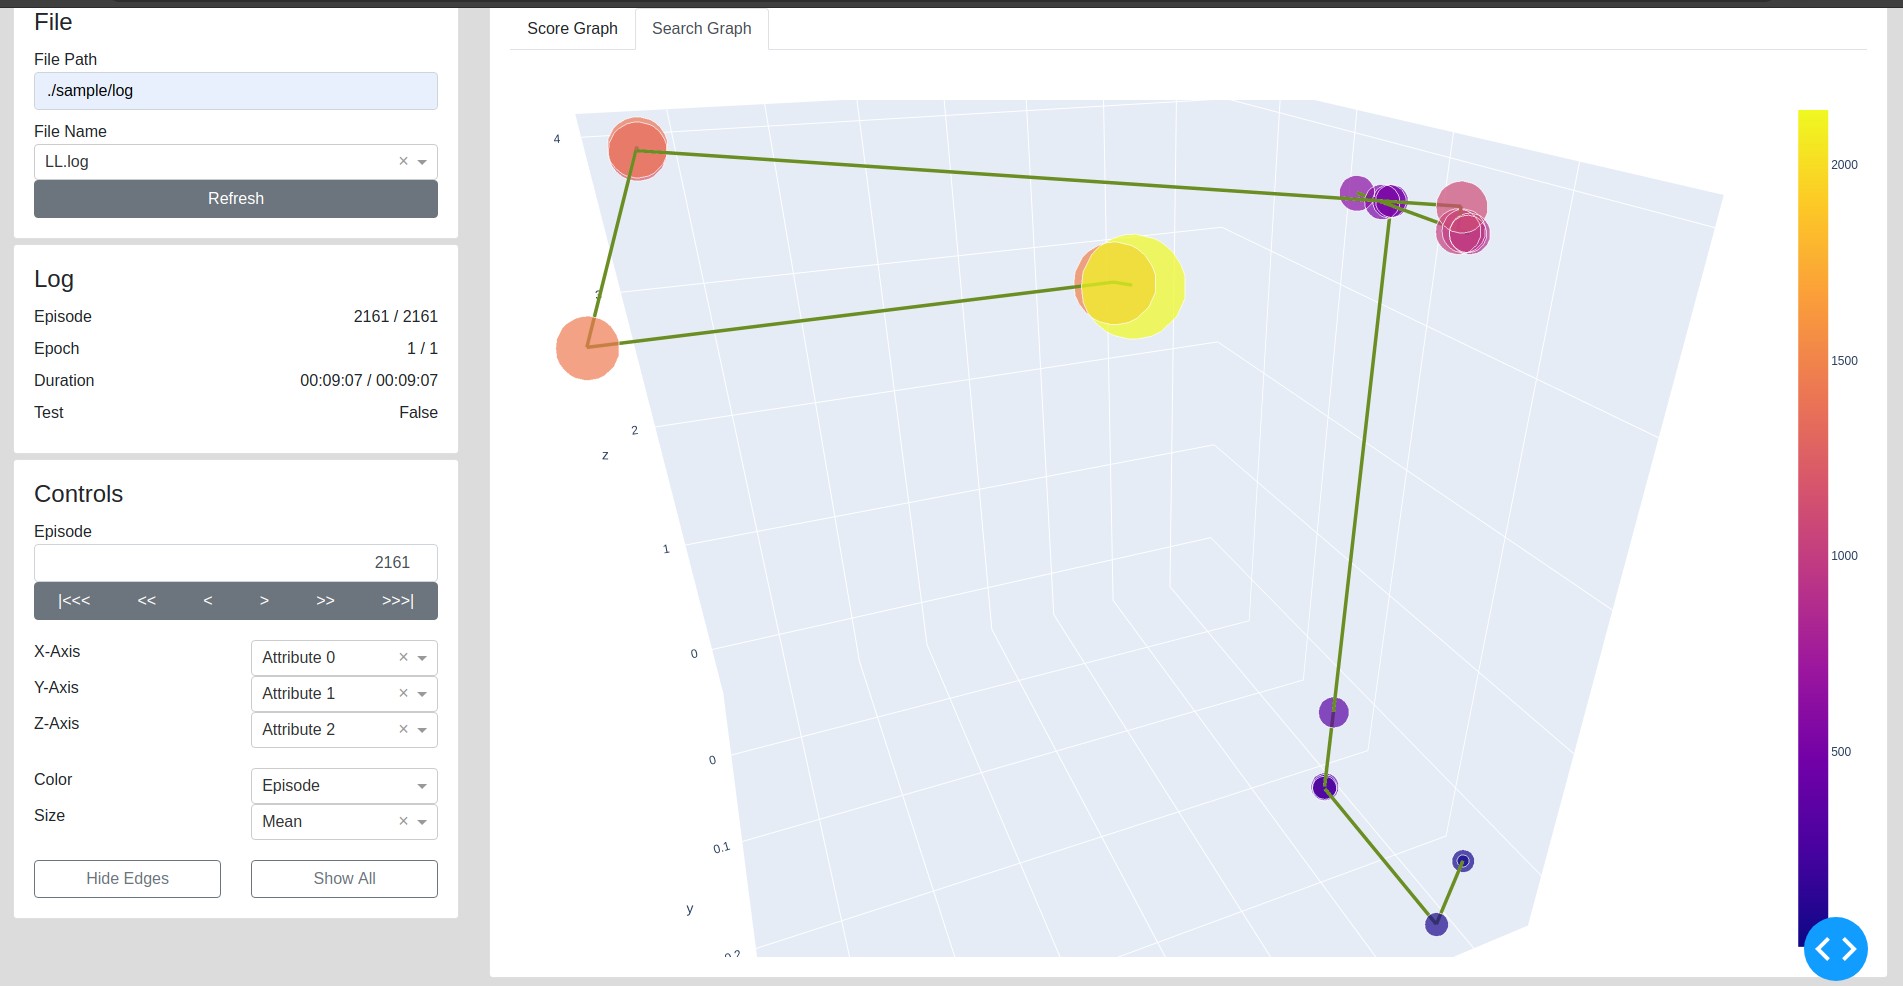 File
File Path
./sample/log
File Name
LL.log
Refresh
Log
Episode 2161 / 2161
Epoch 1 / 1
Duration 00:09:07 / 00:09:07
Test False
Controls
Episode
2161
|<<< << < > >> >>>|
X-Axis Attribute 0
Y-Axis Attribute 1
Z-Axis Attribute 2
Color Episode
Size Mean
Hide Edges Show All
Score Graph Search Graph
4
3
2
z
1
0
0
0.1
y
0.2
2000
1500
1000
500